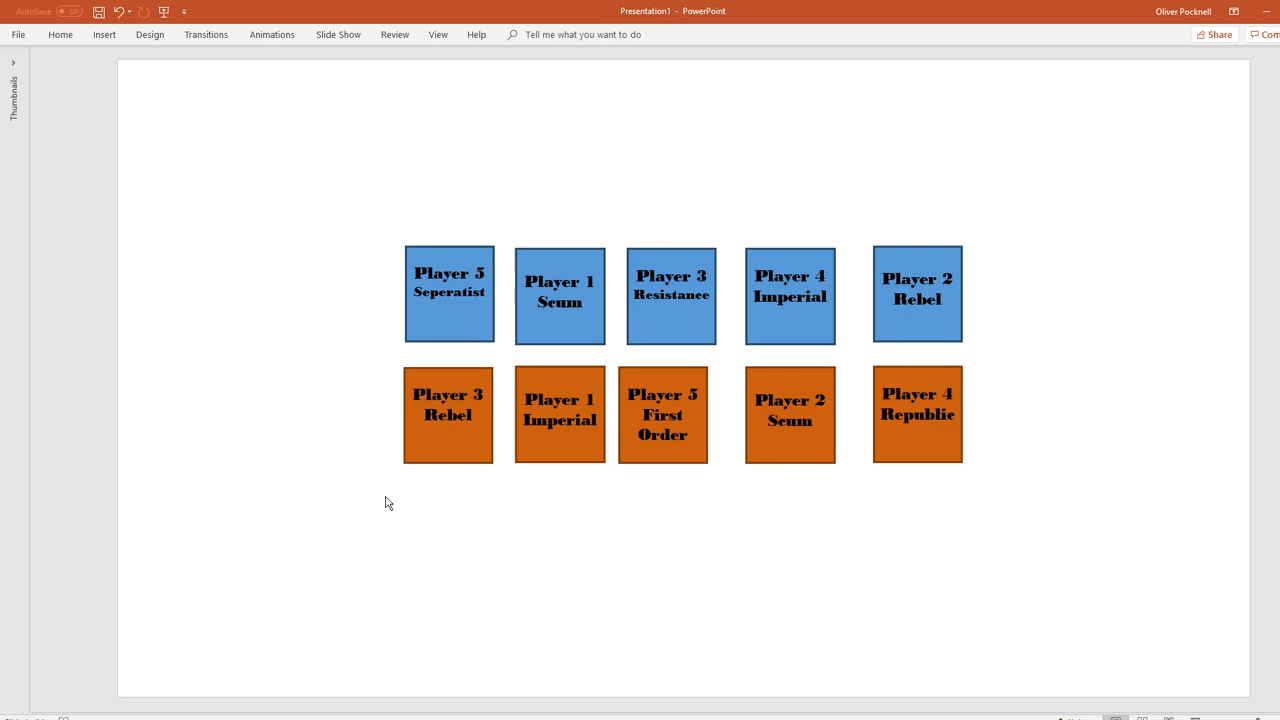 AutoSave Off
Presentation1 - PowerPoint
Oliver Pocknell
File Home Insert Design Transitions Animations Slide Show Review View Help Tell me what you want to do
Share
Com
Thumbnails
Player 5
Seperatist
Player 1
Scum
Player 3
Resistance
Player 4
Imperial
Player 2
Rebel
Player 3
Rebel
Player 1
Imperial
Player 5
First
Order
Player 2
Scum
Player 4
Republic